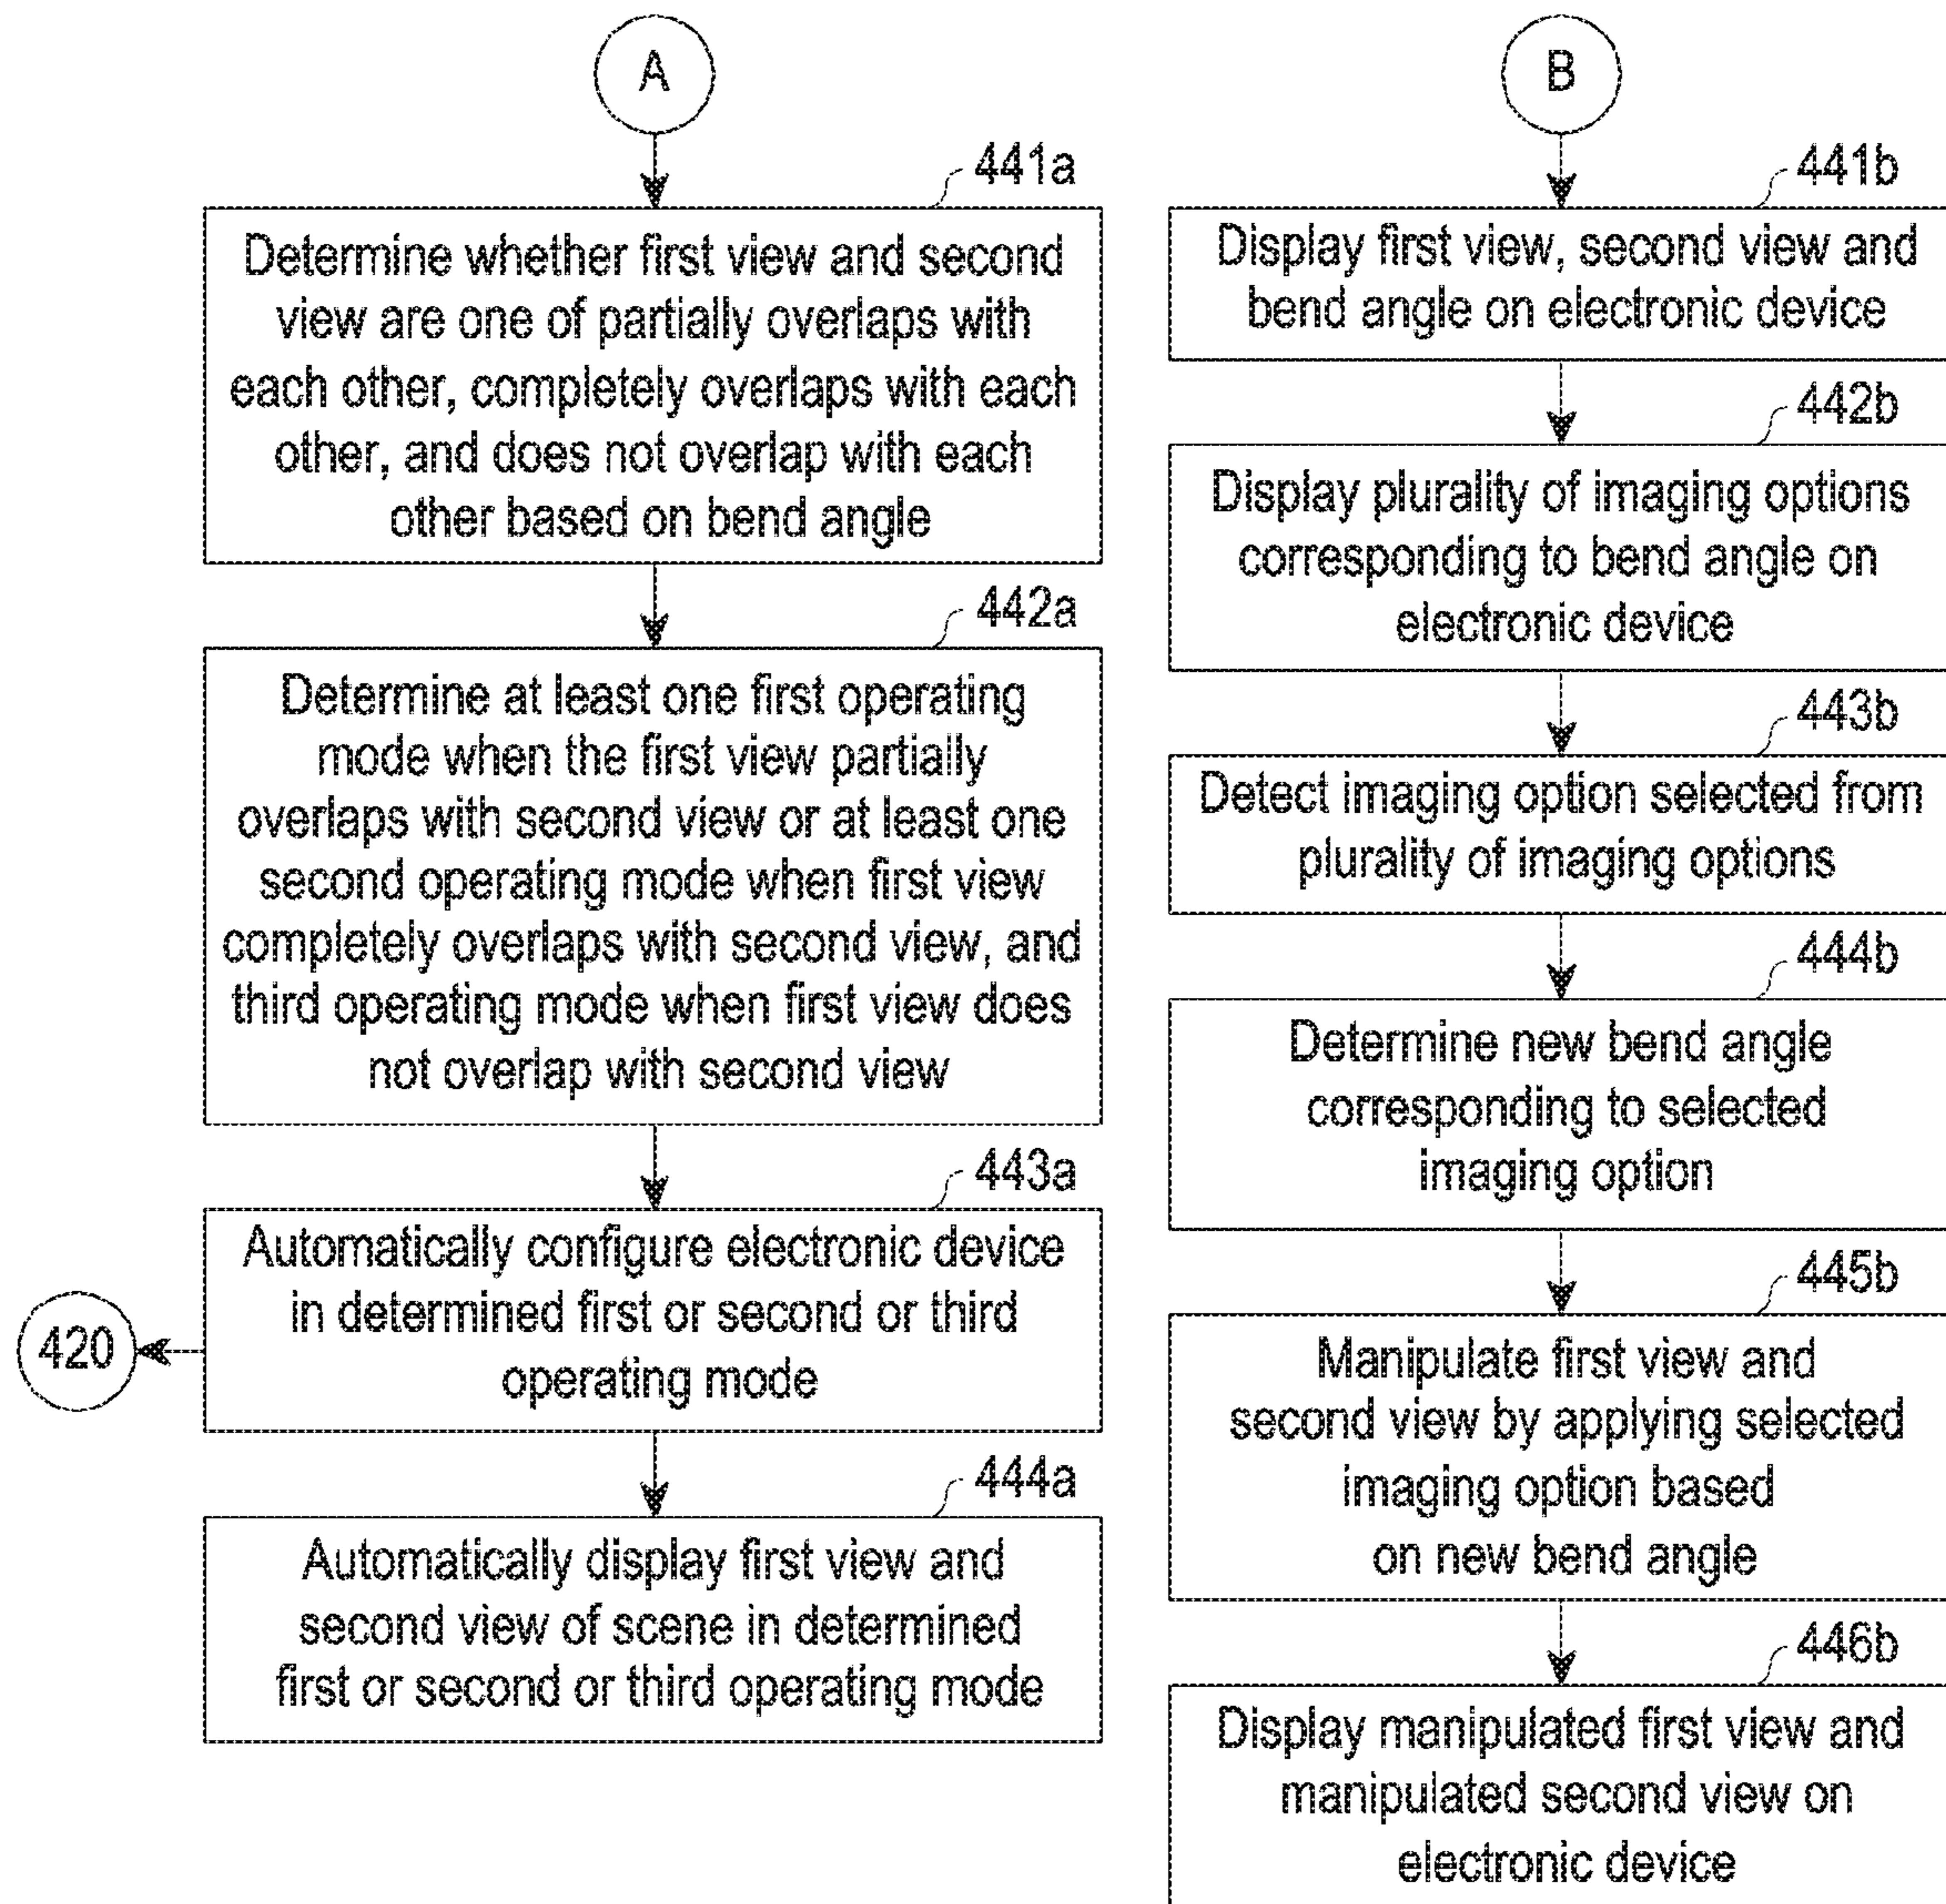 A
441a
Determine whether first view and second
view are one of partially overlaps with
each other, completely overlaps with each
other, and does not overlap with each
other based on bend angle
442a
Determine at least one first operating
mode when the first view partially
overlaps with second view or at least one
second operating mode when first view
completely overlaps with second view, and
third operating mode when first view does
not overlap with second view
443a
Automatically configure electronic device
in determined first or second or third
operating mode
420
444a
Automatically display first view and
second view of scene in determined
first or second or third operating mode
B
441b
Display first view, second view and
bend angle on electronic device
442b
Display plurality of imaging options
corresponding to bend angle on
electronic device
443b
Detect imaging option selected from
plurality of imaging options
444b
Determine new bend angle
corresponding to selected
imaging option
445b
Manipulate first view and
second view by applying selected
imaging option based
on new bend angle
446b
Display manipulated first view and
manipulated second view on
electronic device